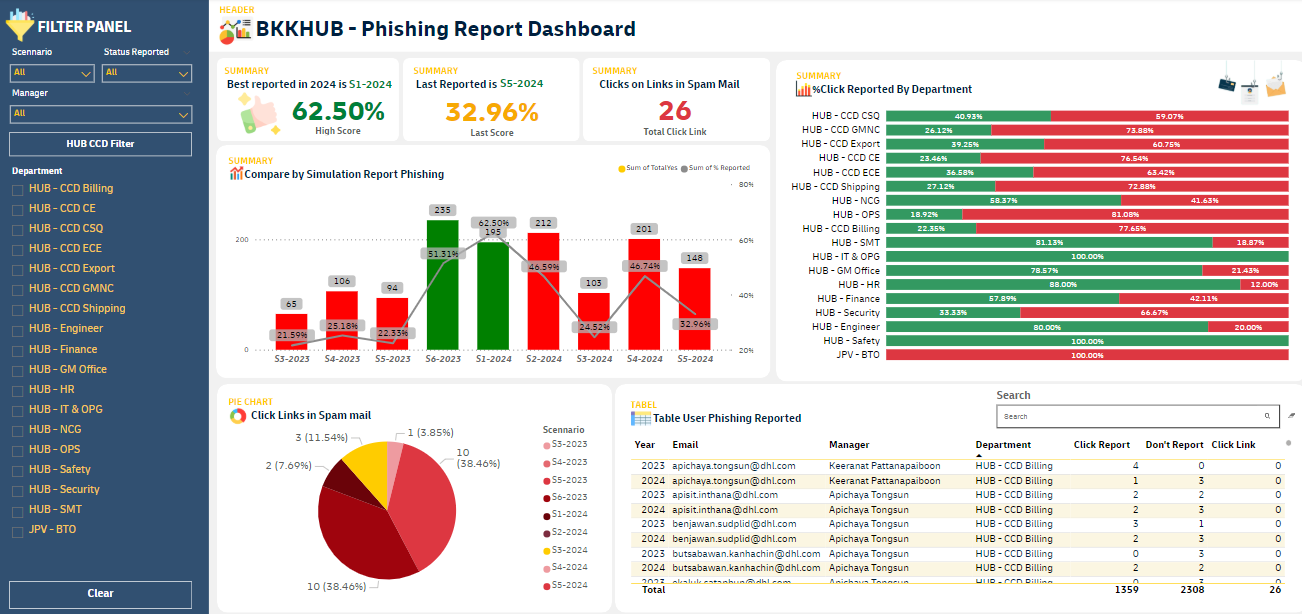 FILTER PANEL
Scennario
Status Reported
All
All
Manager
All
HUB CCD Filter
Department
HUB - CCD Billing
HUB - CCD CE
HUB - CCD CSQ
HUB - CCD ECE
HUB - CCD Export
HUB - CCD GMNC
HUB - CCD Shipping
HUB - Engineer
HUB - Finance
HUB - GM Office
HUB - HR
HUB - IT & OPG
HUB - NCG
HUB - OPS
HUB - Safety
HUB - Security
HUB - SMT
JPV - BTO
Clear
HEADER
BKKHUB - Phishing Report Dashboard
SUMMARY
Best reported in 2024 is S1-2024
62.50%
High Score
SUMMARY
Last Reported is S5-2024
32.96%
Last Score
SUMMARY
Clicks on Links in Spam Mail
26
Total Click Link
SUMMARY
Compare by Simulation Report Phishing
Sum of TotalYes Sum of % Reported
80%
60%
40%
20%
200
0
65 106 94 235 195 212 103 201 148
21.59% 25.18% 22.33% 51.31% 62.50% 46.59% 24.52% 46.74% 32.96%
S3-2023 S4-2023 S5-2023 S6-2023 S1-2024 S2-2024 S3-2024 S4-2024 S5-2024
SUMMARY
%Click Reported By Department
HUB - CCD CSQ 40.93% 59.07%
HUB - CCD GMNC 26.12% 73.88%
HUB - CCD Export 39.25% 60.75%
HUB - CCD CE 23.46% 76.54%
HUB - CCD ECE 36.58% 63.42%
HUB - CCD Shipping 27.12% 72.88%
HUB - NCG 58.37% 41.63%
HUB - OPS 18.92% 81.08%
HUB - CCD Billing 22.35% 77.65%
HUB - SMT 81.13% 18.87%
HUB - IT & OPG 100.00%
HUB - GM Office 78.57% 21.43%
HUB - HR 88.00% 12.00%
HUB - Finance 57.89% 42.11%
HUB - Security 33.33% 66.67%
HUB - Engineer 80.00% 20.00%
HUB - Safety 100.00%
JPV - BTO 100.00%
PIE CHART
Click Links in Spam mail
3 (11.54%)
1 (3.85%)
10
(38.46%)
2 (7.69%)
10 (38.46%)
Scenario
S3-2023
S4-2023
S5-2023
S6-2023
S1-2024
S2-2024
S3-2024
S4-2024
S5-2024
TABEL
Table User Phishing Reported
Search
Search
Year Email Manager Department Click Report Don't Report Click Link
2023 apichaya.tongsun@dhl.com Keeranat Pattanapaiboon HUB - CCD Billing 4 0 0
2024 apichaya.tongsun@dhl.com Keeranat Pattanapaiboon HUB - CCD Billing 1 3 0
2023 apisit.inthana@dhl.com Apichaya Tongsun HUB - CCD Billing 2 2 0
2024 apisit.inthana@dhl.com Apichaya Tongsun HUB - CCD Billing 2 3 0
2023 benjawan.sudplid@dhl.com Apichaya Tongsun HUB - CCD Billing 3 1 0
2024 benjawan.sudplid@dhl.com Apichaya Tongsun HUB - CCD Billing 2 3 0
2023 butsabawan.kanhachin@dhl.com Apichaya Tongsun HUB - CCD Billing 0 3 0
2024 butsabawan.kanhachin@dhl.com Apichaya Tongsun HUB - CCD Billing 2 2 0
Total 1359 2308 26